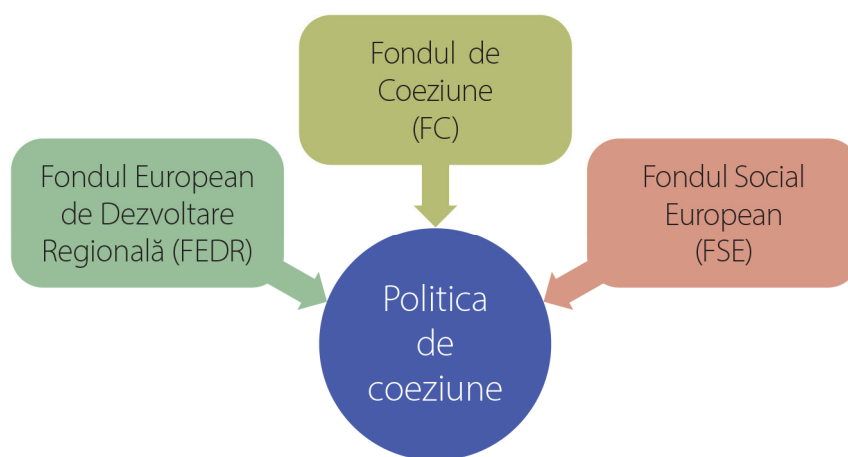 Fondul de
Coeziune
(FC)
Fondul European
de Dezvoltare
Regională (FEDR)
Fondul Social
European
(FSE)
Politica
de
coeziune